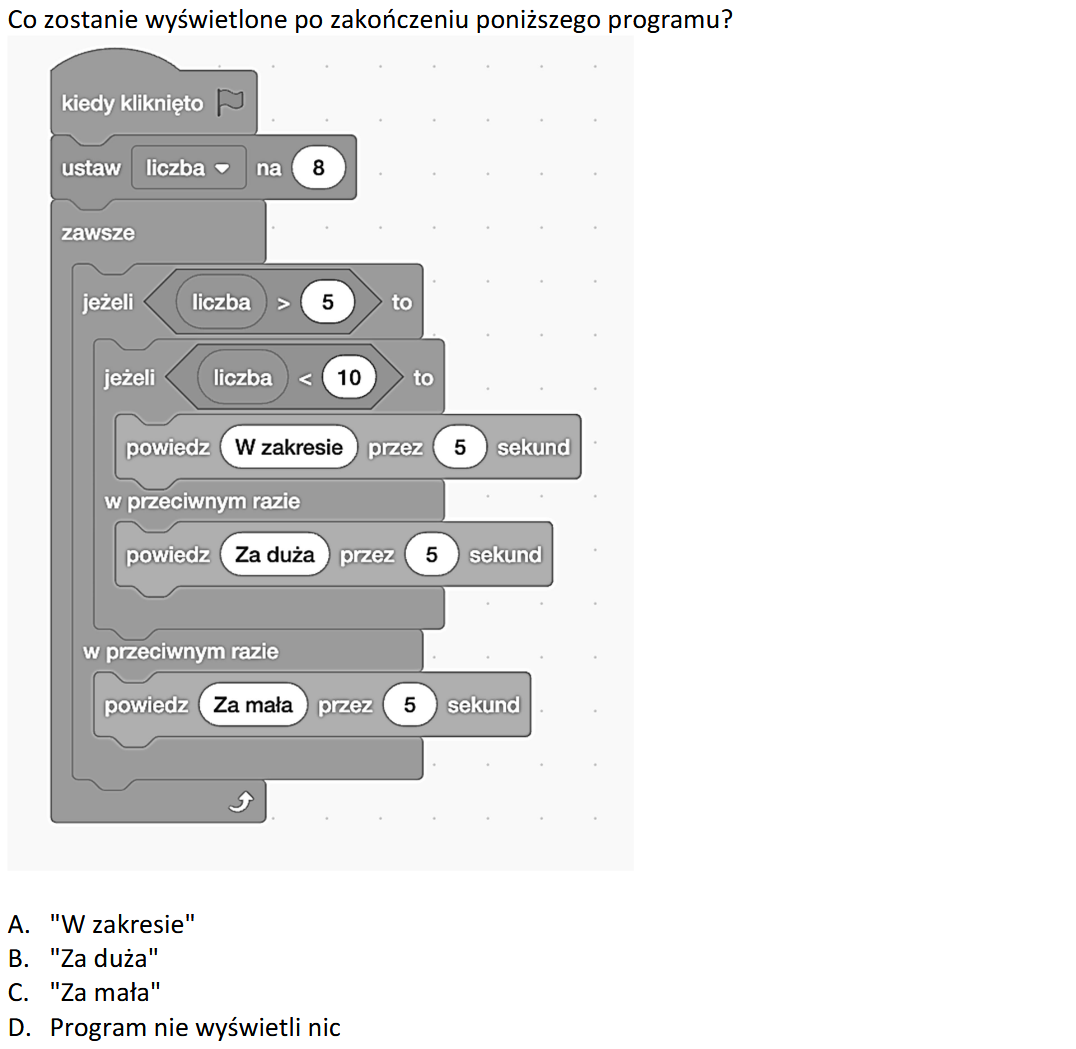 Co zostanie wyświetlone po zakończeniu poniższego programu?
kiedy kliknięto
ustaw liczba na 8
zawsze
jeżeli liczba > 5 to
jeżeli liczba < 10 to
powiedz W zakresie przez 5 sekund
w przeciwnym razie
powiedz Za duża przez 5 sekund
w przeciwnym razie
powiedz Za mała przez 5 sekund
A. "W zakresie"
B. "Za duża"
C. "Za mała"
D. Program nie wyświetli nic